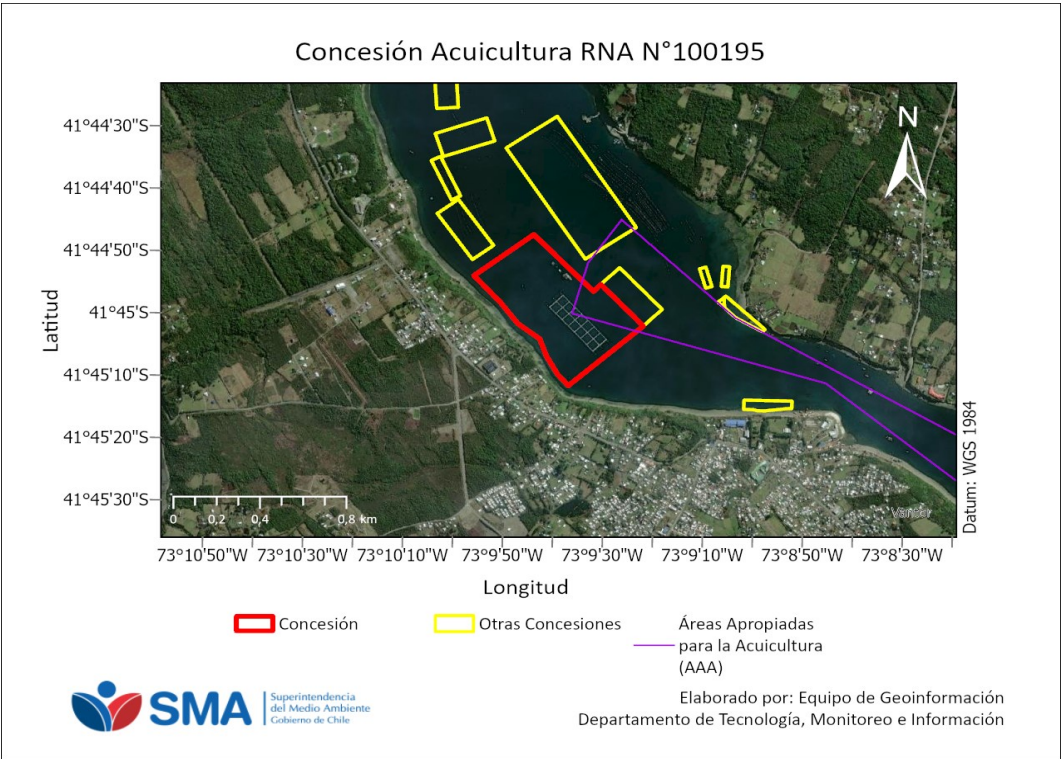 Concesión Acuicultura RNA N°100195
41°44'30"S
41°44'40"S
41°44'50"S
41°45'S
41°45'10"S
41°45'20"S
41°45'30"S
Latitud
N
Datum: WGS 1984
0 0,2 0,4 0,8 km
Vantor
73°10'50"W 73°10'30"W 73°10'10"W 73°9'50"W 73°9'30"W 73°9'10"W 73°8'50"W 73°8'30"W
Longitud
Concesión
Otras Concesiones
Áreas Apropiadas
para la Acuicultura
(AAA)
SMA
Superintendencia
del Medio Ambiente
Gobierno de Chile
Elaborado por: Equipo de Geoinformación
Departamento de Tecnología, Monitoreo e Información